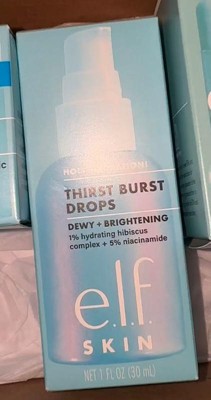 THIRST BURST
DROPS
DEWY + BRIGHTENING
1% hydrating hibiscus
complex + 5% niacinamide
e.l.f.
SKIN
NET 1 FL OZ (30 mL)